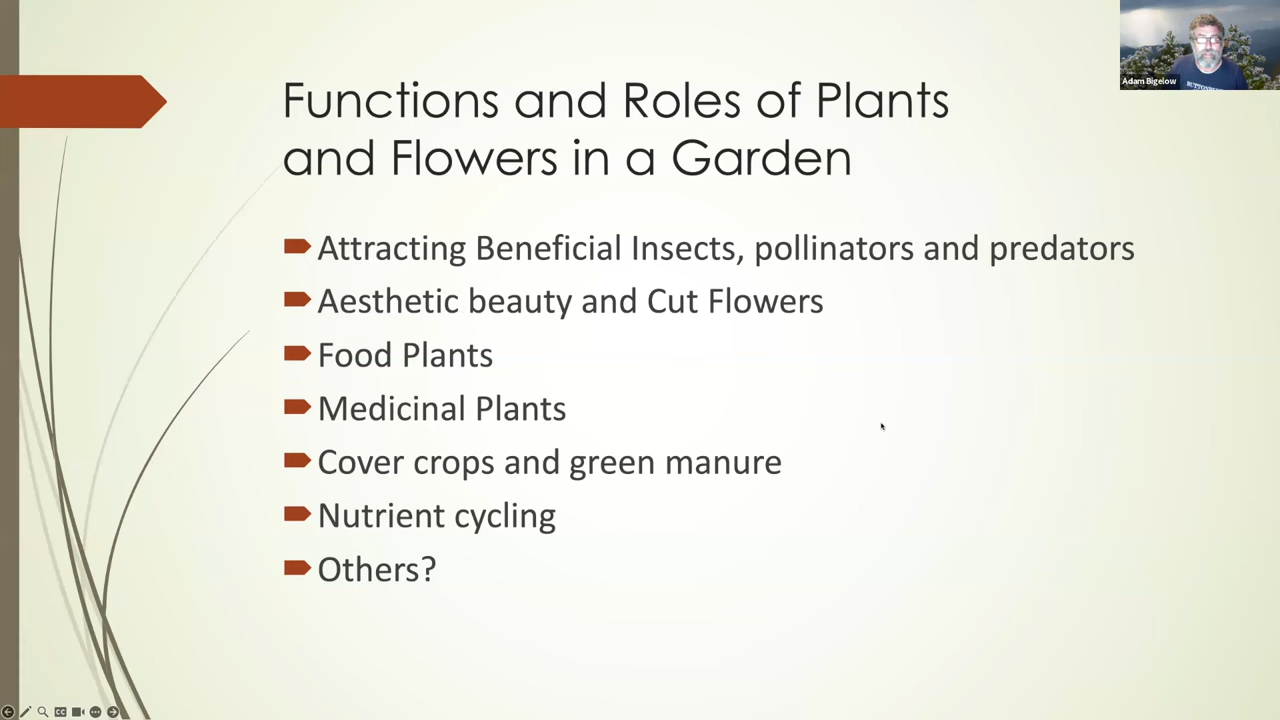 Functions and Roles of Plants
and Flowers in a Garden
Attracting Beneficial Insects, pollinators and predators
Aesthetic beauty and Cut Flowers
Food Plants
Medicinal Plants
Cover crops and green manure
Nutrient cycling
Others?
Adam Bigelow
CC